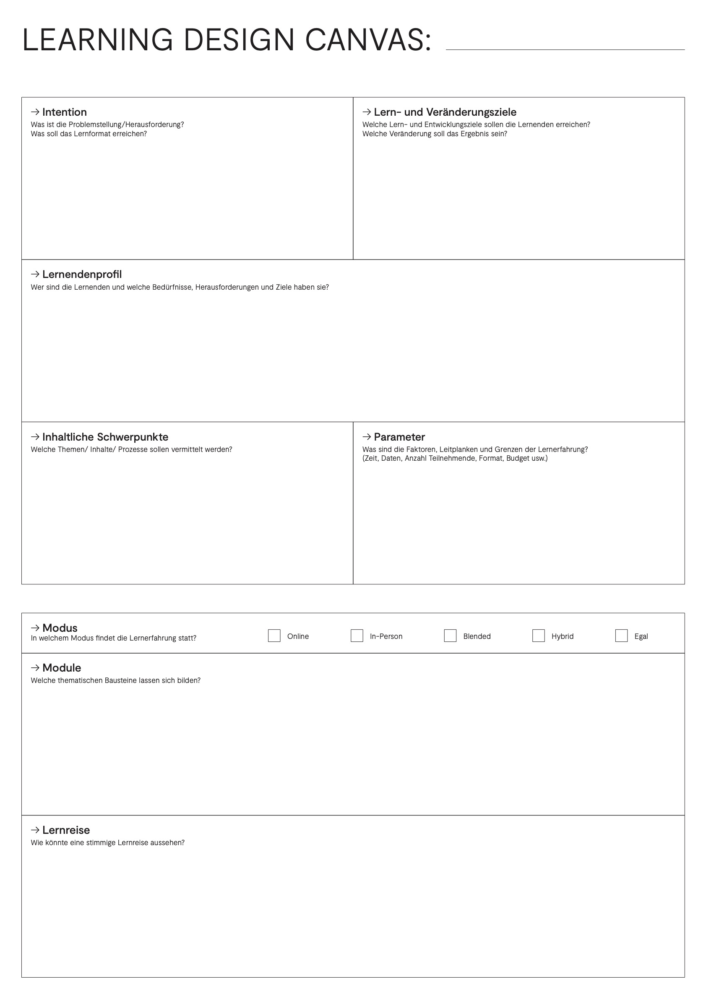 LEARNING DESIGN CANVAS:
→ Intention
Was ist die Problemstellung/Herausforderung?
Was soll das Lernformat erreichen?
→ Lern- und Veränderungsziele
Welche Lern- und Entwicklungsziele sollen die Lernenden erreichen?
Welche Veränderung soll das Ergebnis sein?
→ Lernendenprofil
Wer sind die Lernenden und welche Bedürfnisse, Herausforderungen und Ziele haben sie?
→ Inhaltliche Schwerpunkte
Welche Themen/ Inhalte/ Prozesse sollen vermittelt werden?
→ Parameter
Was sind die Faktoren, Leitplanken und Grenzen der Lernerfahrung?
(Zeit, Daten, Anzahl Teilnehmende, Format, Budget usw.)
→ Modus
In welchem Modus findet die Lernerfahrung statt?
Online
In-Person
Blended
Hybrid
Egal
→ Module
Welche thematischen Bausteine lassen sich bilden?
→ Lernreise
Wie könnte eine stimmige Lernreise aussehen?